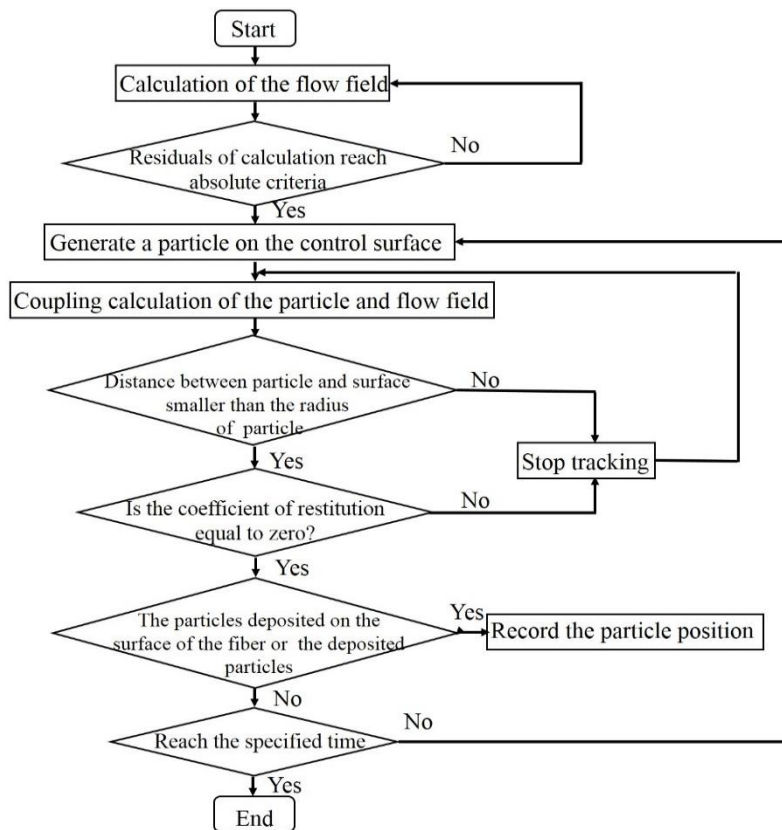 Start
Calculation of the flow field
No
Residuals of calculation reach
absolute criteria
Yes
Generate a particle on the control surface
Coupling calculation of the particle and flow field
Distance between particle and surface
smaller than the radius
of particle
No
Yes
Stop tracking
Is the coefficient of restitution
equal to zero?
No
Yes
The particles deposited on the
surface of the fiber or the deposited
particles
Yes
Record the particle position
No
Reach the specified time
No
Yes
End